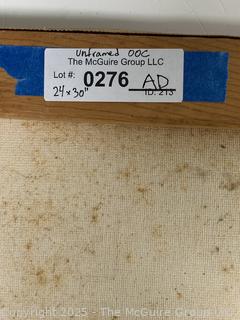 unframed OOC
The McGuire Group LLC
Lot #: 0276 AD
24 x 30" ID: 213
Copyright 2025 - The McGuire Group LLC